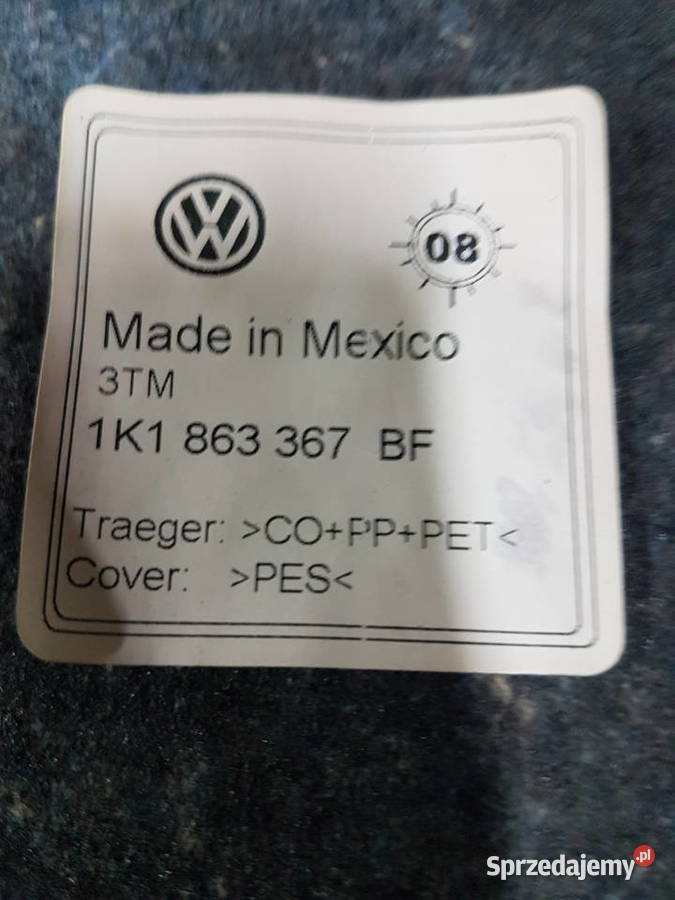 08
Made in Mexico
3TM
1K1 863 367 BF
Traeger: >CO+PP+PET<
Cover: >PES<
Sprzedajemy.pl